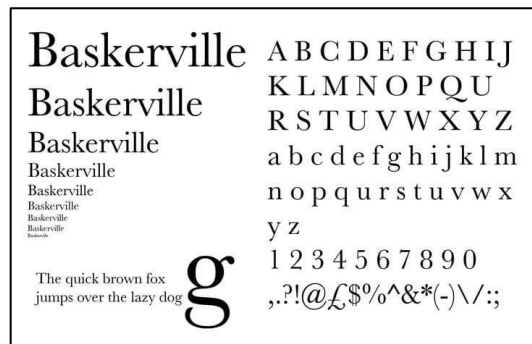 Baskerville
Baskerville
Baskerville
Baskerville
Baskerville
Baskerville
Baskerville
Baskerville
Baskerville
The quick brown fox
jumps over the lazy dog
g
A B C D E F G H I J
K L M N O P Q U
R S T U V W X Y Z
a b c d e f g h i j k l m
n o p q u r s t u v w x
y z
1 2 3 4 5 6 7 8 9 0
,.?!@£$%^&*(-)\/:;